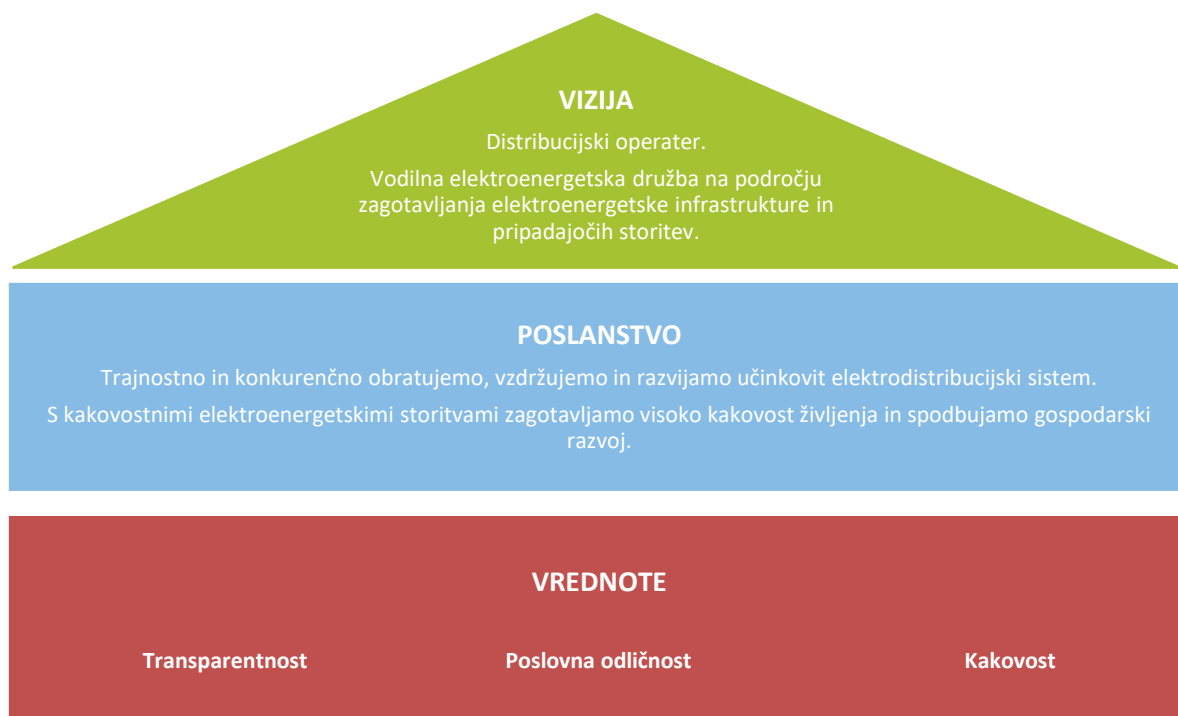 VIZIJA
Distribucijski operater.
Vodilna elektroenergetska družba na področju
zagotavljanja elektroenergetske infrastrukture in
pripadajočih storitev.
POSLANSTVO
Trajnostno in konkurenčno obratujemo, vzdržujemo in razvijamo učinkovit elektrodistribucijski sistem.
S kakovostnimi elektroenergetskimi storitvami zagotavljamo visoko kakovost življenja in spodbujamo gospodarski
razvoj.
VREDNOTE
Transparentnost Poslovna odličnost Kakovost